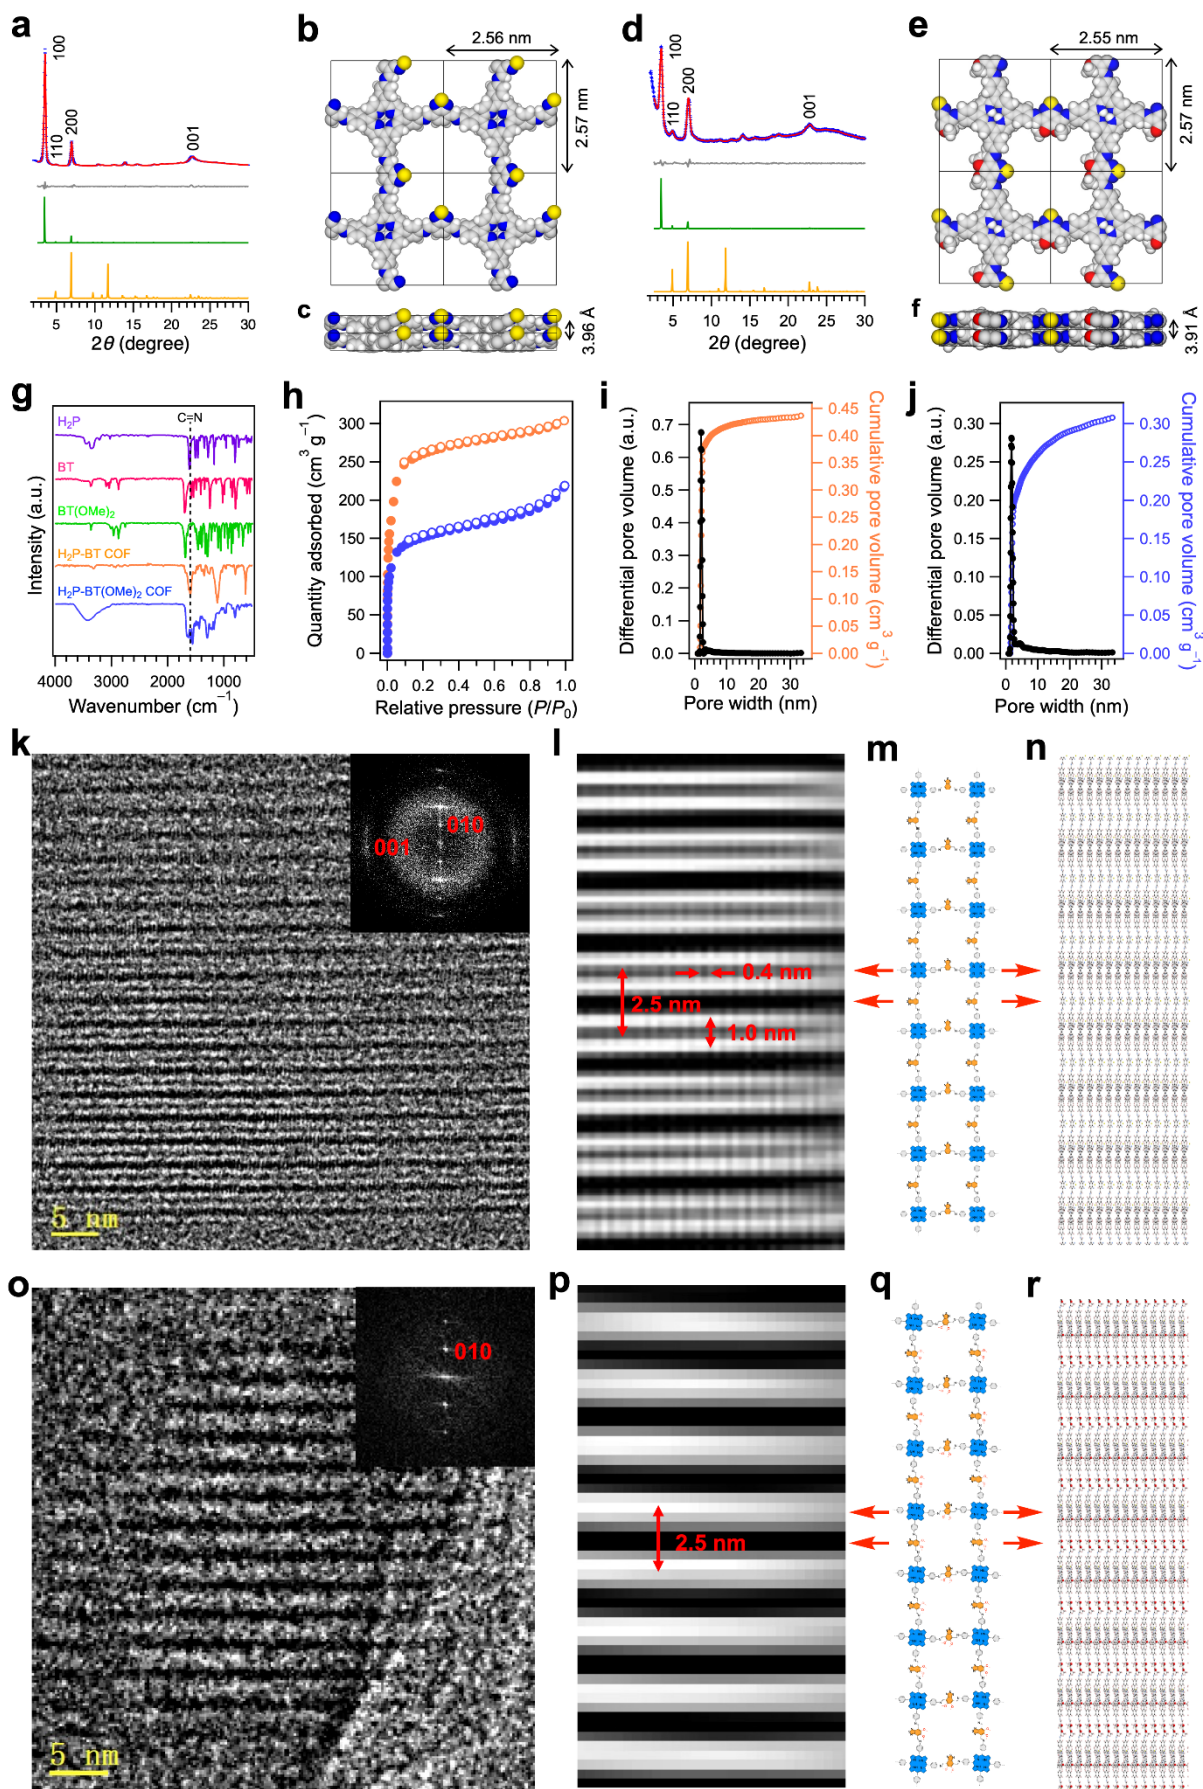 a
100
110
200
001
5
10
15
20
25
30
2θ (degree)
b
2.56 nm
2.57 nm
c
3.96 Å
d
100
110
200
001
5
10
15
20
25
30
2θ (degree)
e
2.55 nm
2.57 nm
f
3.91 Å
g
C=N
H₂P
BT
BT(OMe)₂
H₂P-BT COF
H₂P-BT(OMe)₂ COF
Intensity (a.u.)
4000
3000
2000
1000
Wavenumber (cm⁻¹)
h
Quantity adsorbed (cm³ g⁻¹)
300
250
200
150
100
50
0
0.0
0.2
0.4
0.6
0.8
1.0
Relative pressure (P/P₀)
i
Differential pore volume (a.u.)
0.7
0.6
0.5
0.4
0.3
0.2
0.1
0.0
0
10
20
30
Pore width (nm)
0.45
0.40
0.35
0.30
0.25
0.20
0.15
0.10
0.05
0.00
Cumulative pore volume (cm³ g⁻¹)
j
Differential pore volume (a.u.)
0.30
0.25
0.20
0.15
0.10
0.05
0.00
0
10
20
30
Pore width (nm)
0.30
0.25
0.20
0.15
0.10
0.05
0.00
Cumulative pore volume (cm³ g⁻¹)
k
010
001
5 nm
l
0.4 nm
2.5 nm
1.0 nm
m
n
o
010
5 nm
p
2.5 nm
q
r